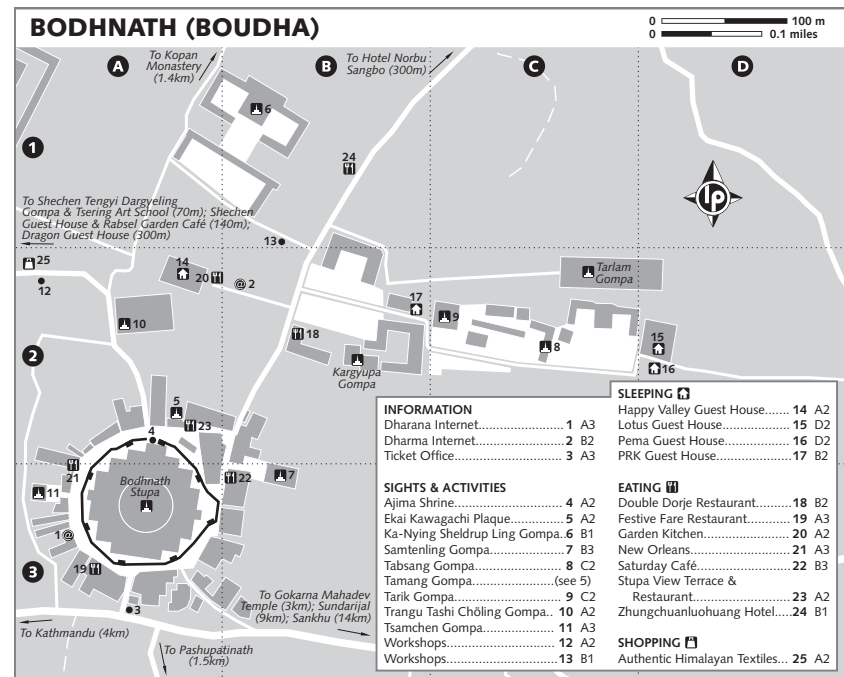 BODHNATH (BOUDHA)
0 100 m
0 0.1 miles
A
B
C
D
To Kopan
Monastery
(1.4km)
To Hotel Norbu
Sangbo (300m)
6
1
24
lp
To Shechen Tengyi Dargyeling
Gompa & Tsering Art School (70m); Shechen
Guest House & Rabsel Garden Café (140m);
Dragon Guest House (300m)
13
25
12
14
20
@ 2
Tarlam
Gompa
17
9
10
18
8
15
16
2
Kargyupa
Gompa
5
23
4
21
22
7
11
Bodhnath
Stupa
1 @
3
19
3
To Gokarna Mahadev
Temple (3km); Sundarijal
(9km); Sankhu (14km)
To Kathmandu (4km)
To Pashupatinath
(1.5km)
INFORMATION
Dharana Internet........................ 1 A3
Dharma Internet........................ 2 B2
Ticket Office............................... 3 A3
SIGHTS & ACTIVITIES
Ajima Shrine............................... 4 A2
Ekai Kawagachi Plaque............... 5 A2
Ka-Nying Sheldrup Ling Gompa..6 B1
Samtenling Gompa..................... 7 B3
Tabsang Gompa......................... 8 C2
Tamang Gompa....................(see 5)
Tarik Gompa............................... 9 C2
Trangu Tashi Chöling Gompa.. 10 A2
Tsamchen Gompa..................... 11 A3
Workshops............................... 12 A2
Workshops............................... 13 B1
SLEEPING
Happy Valley Guest House....... 14 A2
Lotus Guest House................... 15 D2
Pema Guest House................... 16 D2
PRK Guest House..................... 17 B2
EATING
Double Dorje Restaurant.......... 18 B2
Festive Fare Restaurant............. 19 A3
Garden Kitchen........................ 20 A2
New Orleans............................ 21 A3
Saturday Café.......................... 22 B3
Stupa View Terrace &
Restaurant............................ 23 A2
Zhungchuanluohuang Hotel.....24 B1
SHOPPING
Authentic Himalayan Textiles... 25 A2